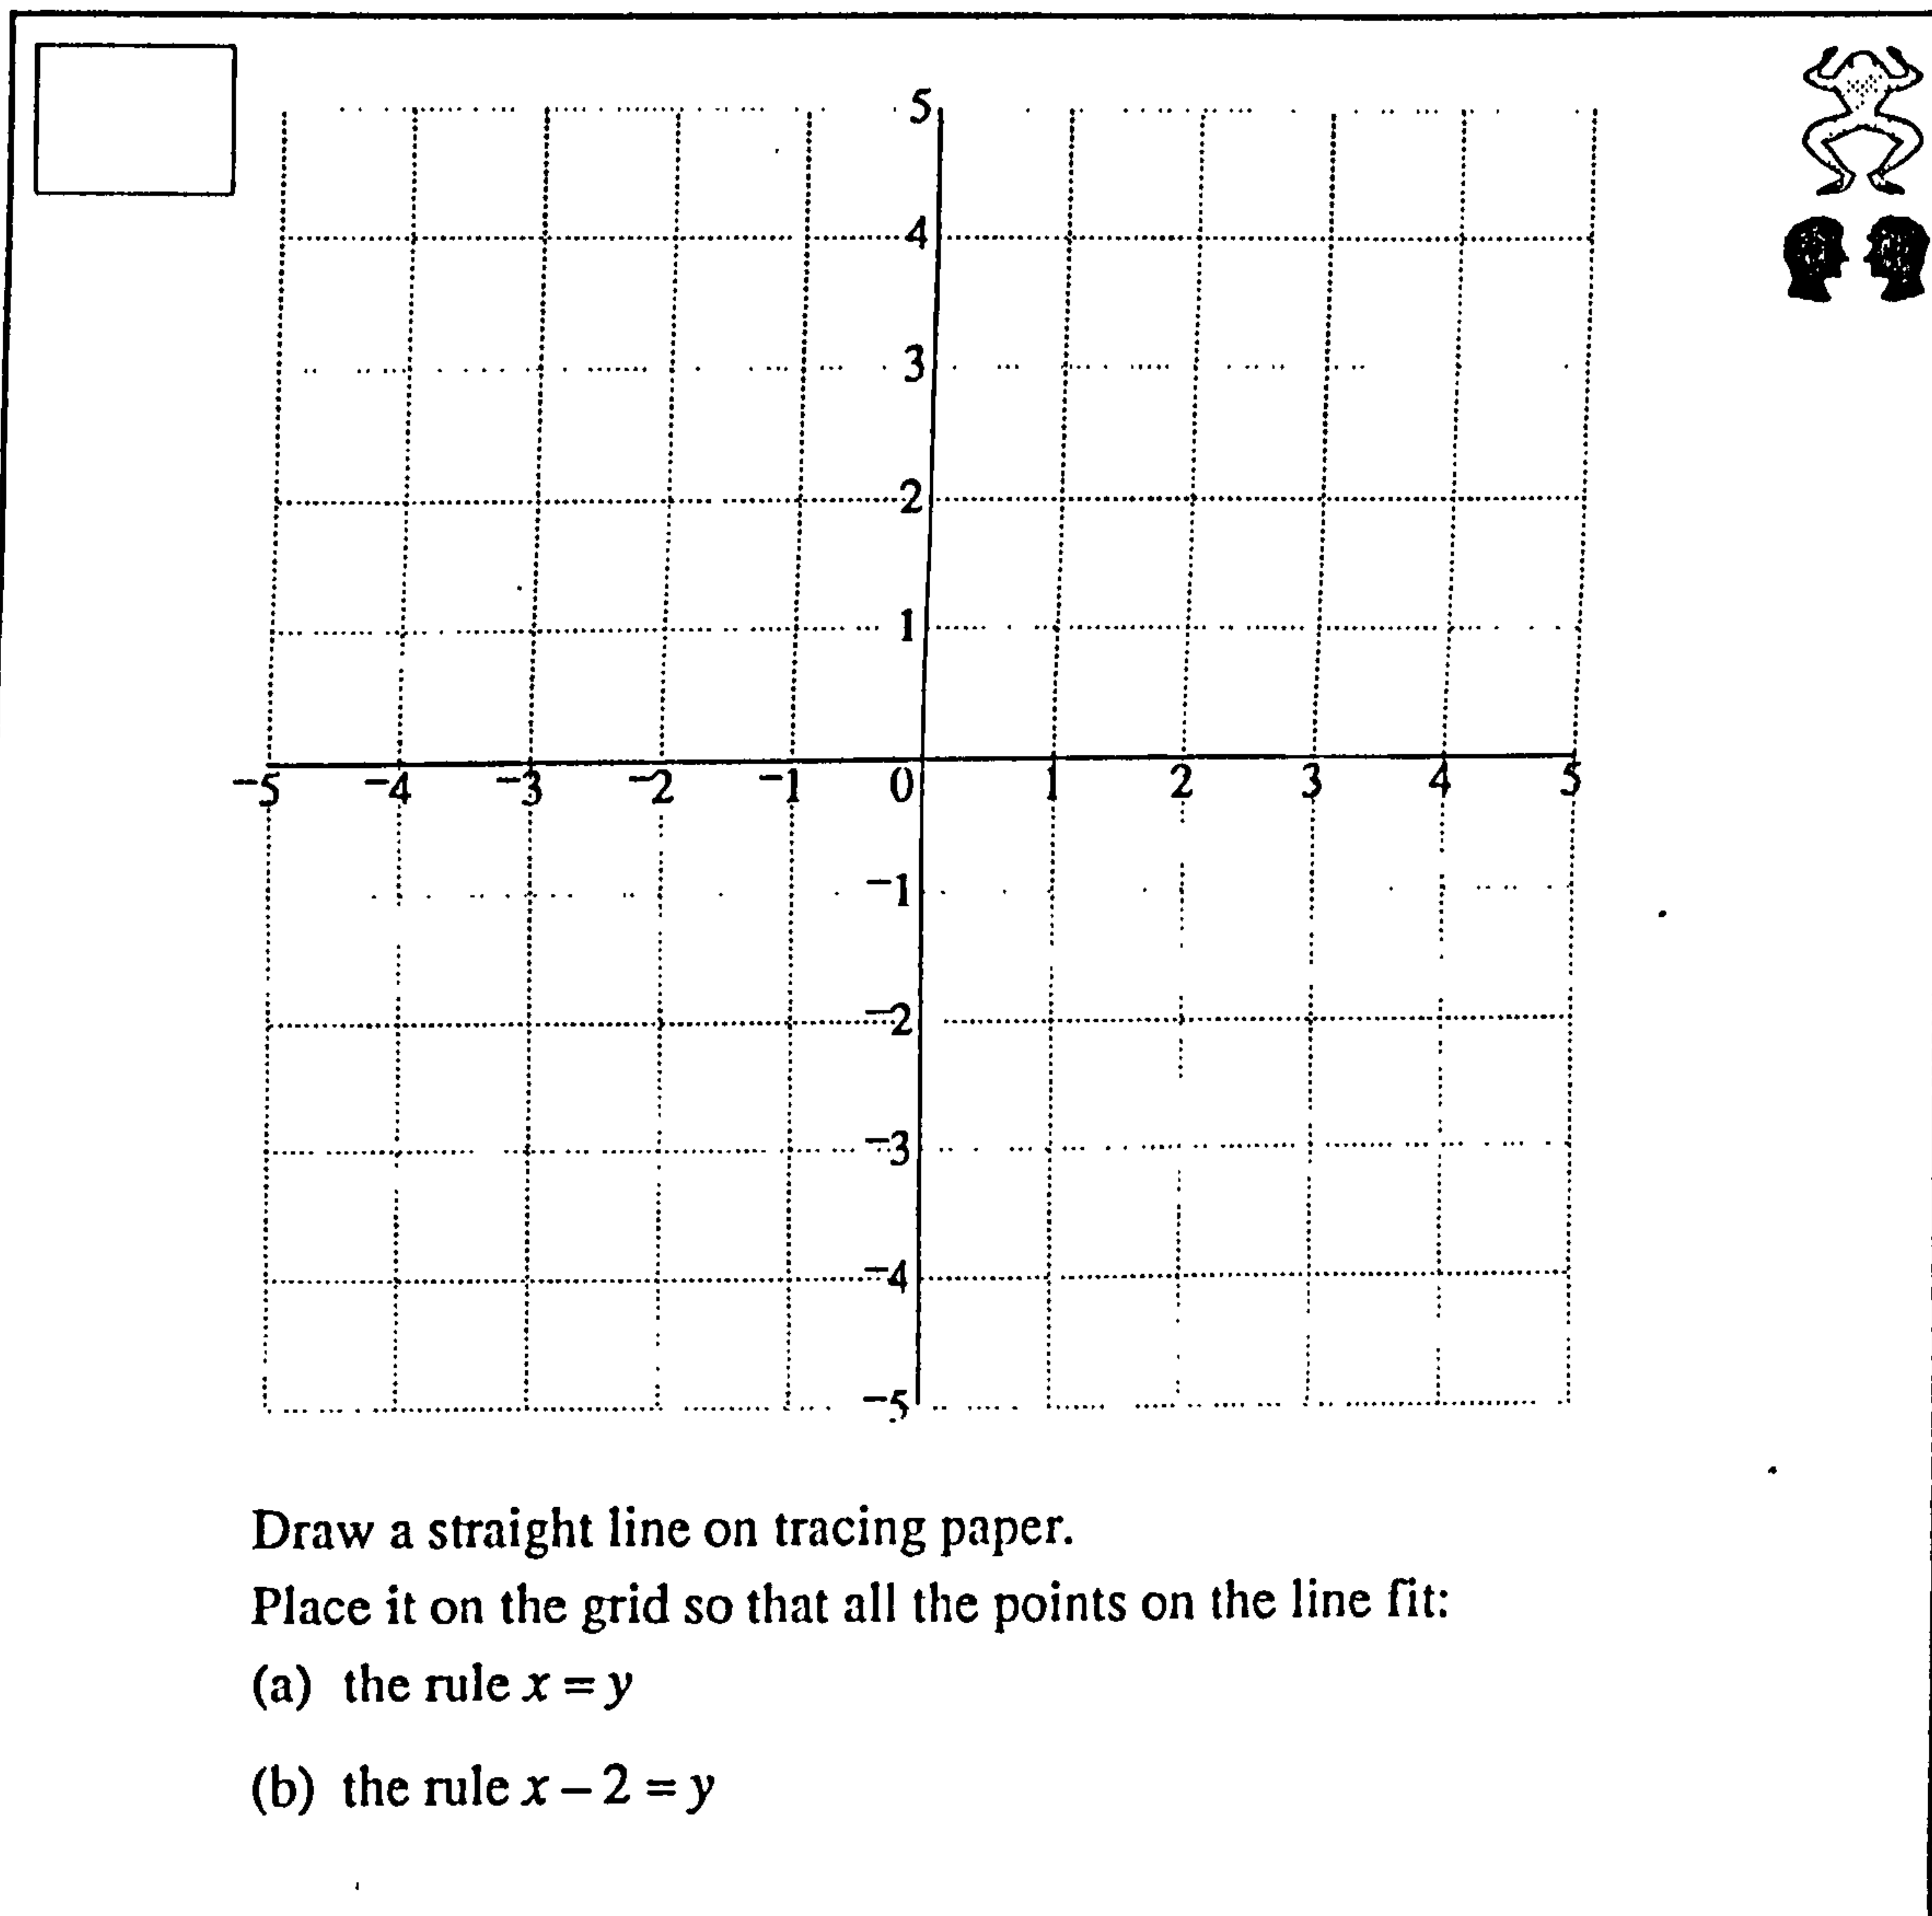 5
4
3
2
1
⁻5 ⁻4 ⁻3 ⁻2 ⁻1 0 1 2 3 4 5
⁻1
⁻2
⁻3
⁻4
⁻5
Draw a straight line on tracing paper.
Place it on the grid so that all the points on the line fit:
(a) the rule x = y
(b) the rule x – 2 = y